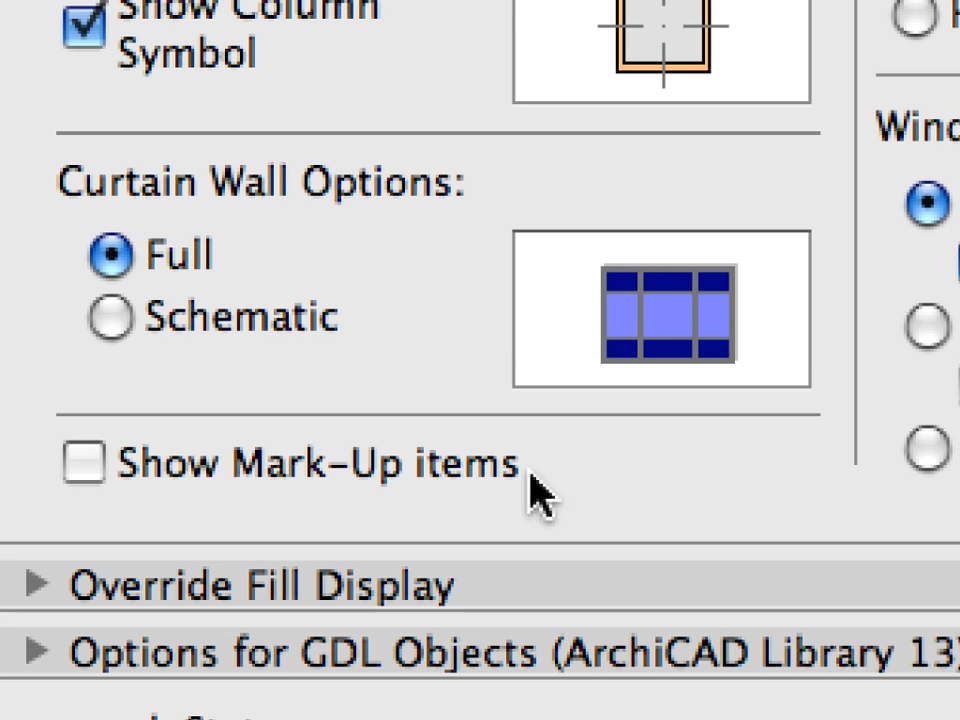 Show Column
Symbol
Curtain Wall Options:
Full
Schematic
Show Mark-Up items
Override Fill Display
Options for GDL Objects (ArchiCAD Library 13)